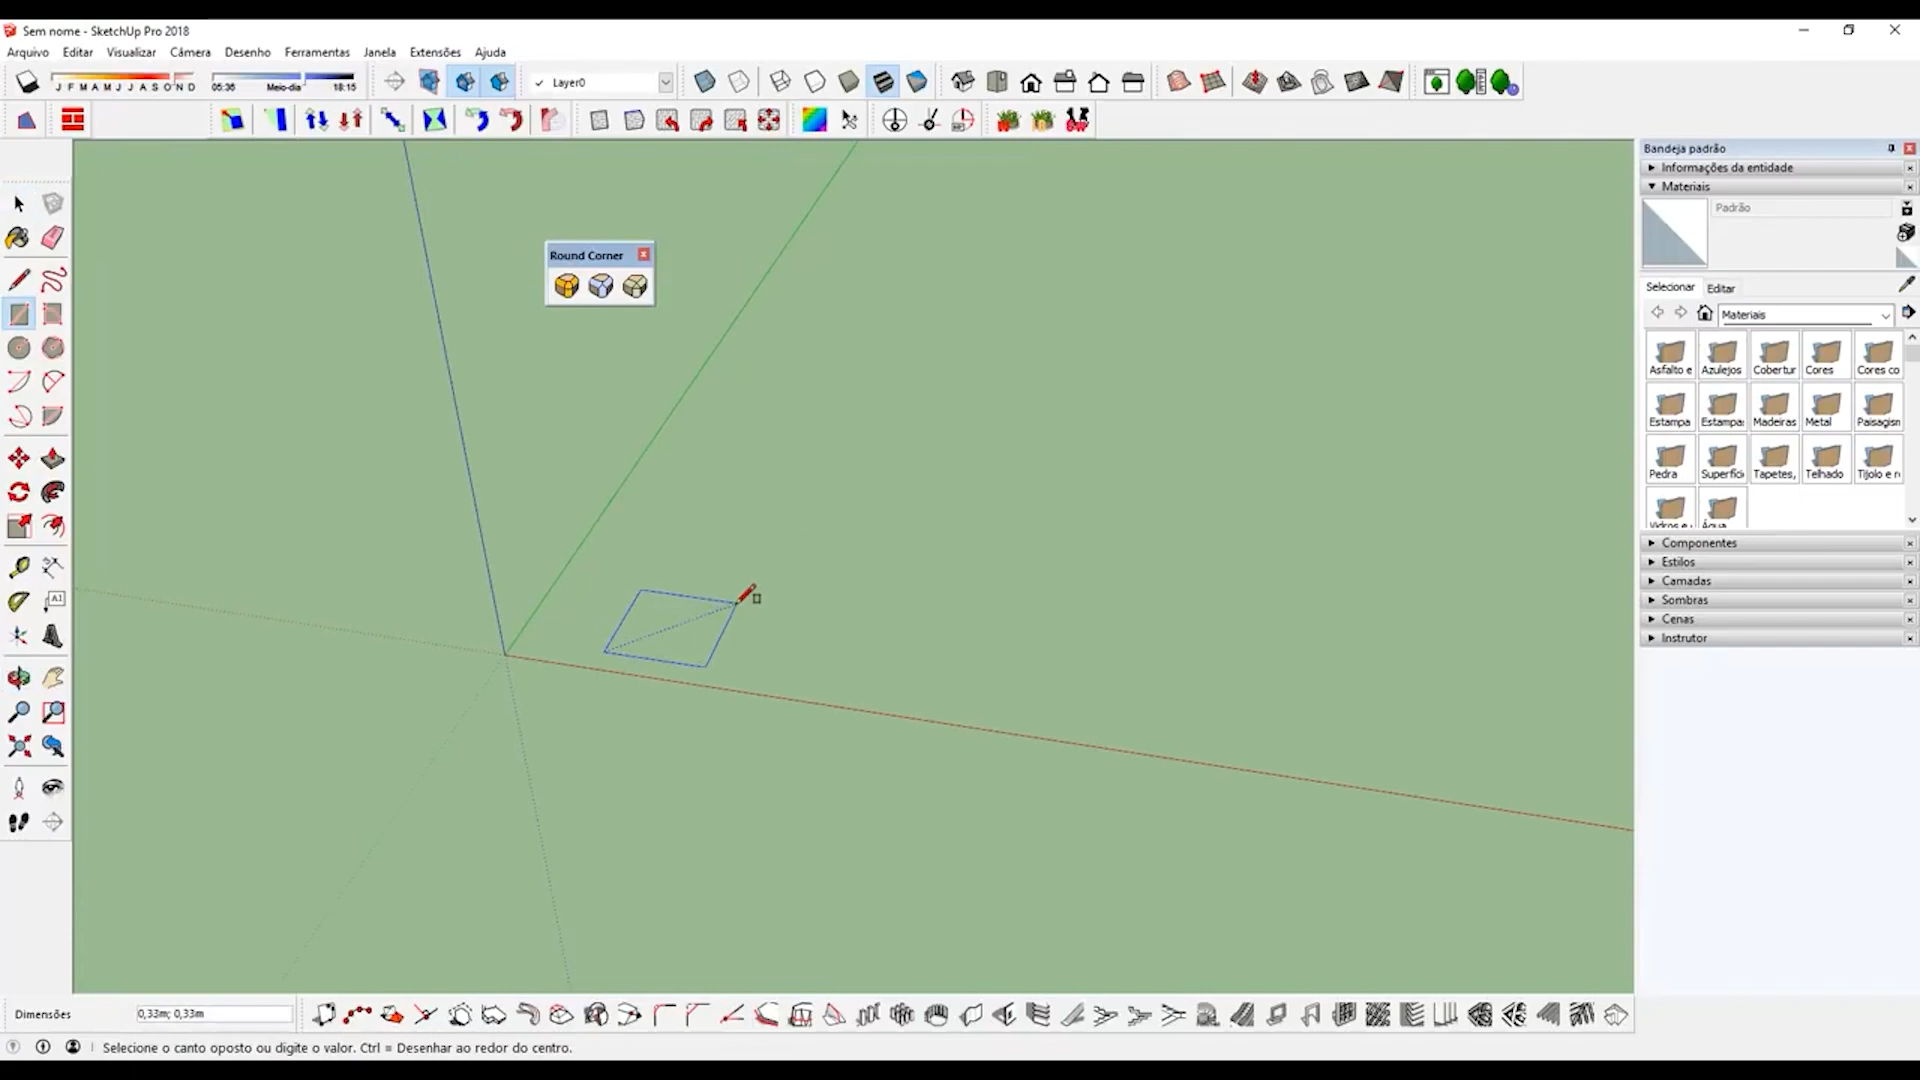 Sem nome - SketchUp Pro 2018
Arquivo Editar Visualizar Câmera Desenho Ferramentas Janela Extensões Ajuda
J F M A M J J A S O N D
05:36 Meio-dia 18:15
Layer0
Round Corner
Bandeja padrão
Informações da entidade
Materiais
Padrão
Selecionar Editar
Materiais
Asfalto e Azulejos Cobertur Cores Cores co
Estampa Estampa Madeiras Metal Paisagism
Pedra Superfíci Tapetes, Telhado Tijolo e r
Vidros e Água
Componentes
Estilos
Camadas
Sombras
Cenas
Instrutor
Dimensões 0,33m; 0,33m
Selecione o canto oposto ou digite o valor. Ctrl = Desenhar ao redor do centro.